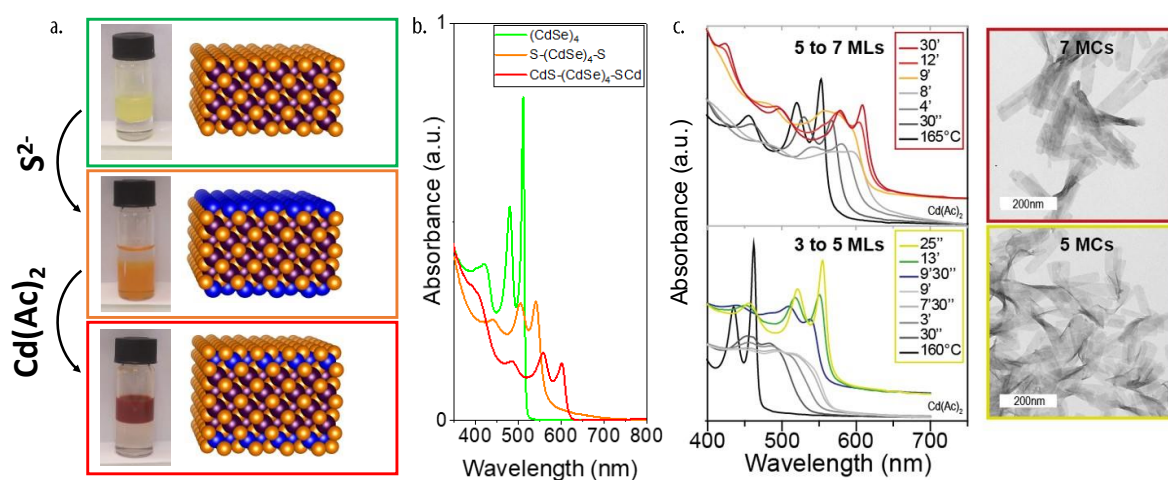 a.
S²⁻
Cd(Ac)₂
b.
Absorbance (a.u.)
1
0
(CdSe)₄
S-(CdSe)₄-S
CdS-(CdSe)₄-SCd
400 500 600 700 800
Wavelength (nm)
c.
Absorbance (a.u.)
5 to 7 MLs
30'
12'
9'
8'
4'
30''
165°C
Cd(Ac)₂
3 to 5 MLs
25''
13'
9'30''
9'
7'30''
3'
30''
160°C
Cd(Ac)₂
400 500 600 700
Wavelength (nm)
7 MCs
200nm
5 MCs
200nm